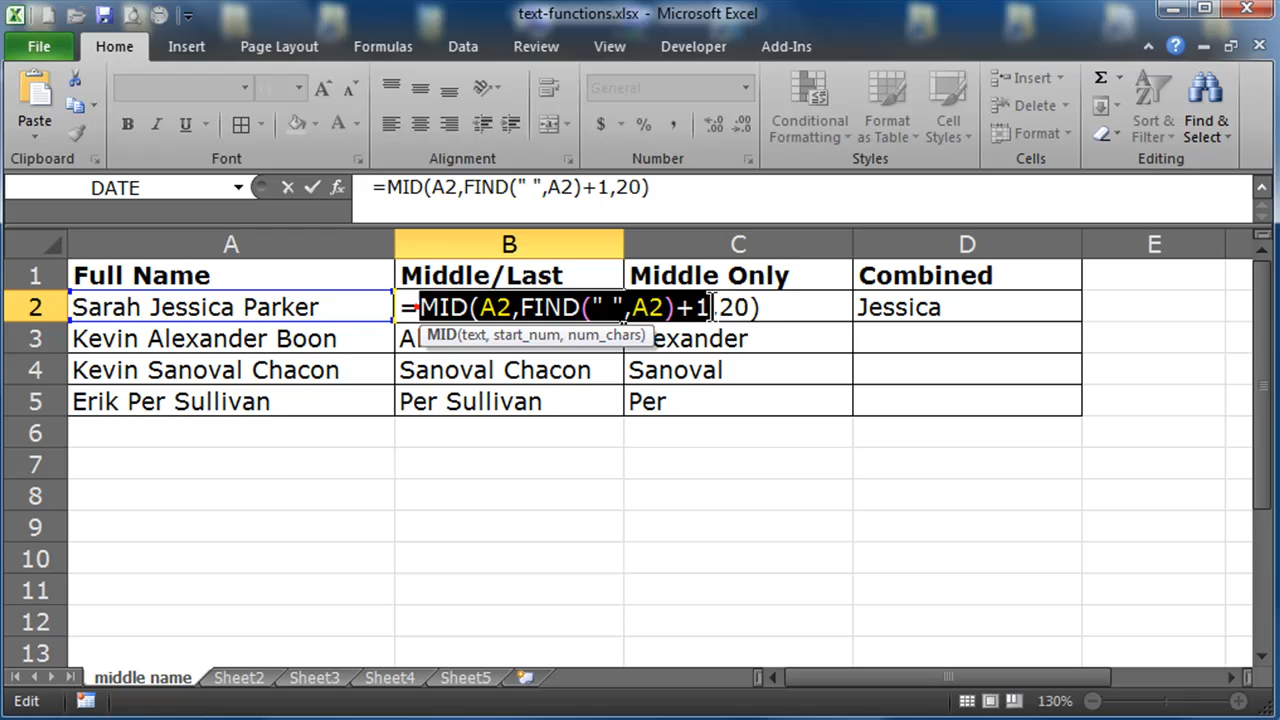 text-functions.xlsx - Microsoft Excel
File Home Insert Page Layout Formulas Data Review View Developer Add-Ins
Paste
B I U A
General
$ % ,
Conditional Formatting
Format as Table
Cell Styles
Insert
Delete
Format
Σ
Sort & Filter
Find & Select
Clipboard Font Alignment Number Styles Cells Editing
DATE fx =MID(A2,FIND(" ",A2)+1,20)
A B C D E
1 Full Name Middle/Last Middle Only Combined
2 Sarah Jessica Parker =MID(A2,FIND(" ",A2)+1,20) Jessica
MID(text, start_num, num_chars)
3 Kevin Alexander Boon Al exander
4 Kevin Sanoval Chacon Sanoval Chacon Sanoval
5 Erik Per Sullivan Per Sullivan Per
6
7
8
9
10
11
12
13
middle name Sheet2 Sheet3 Sheet4 Sheet5
Edit 130%